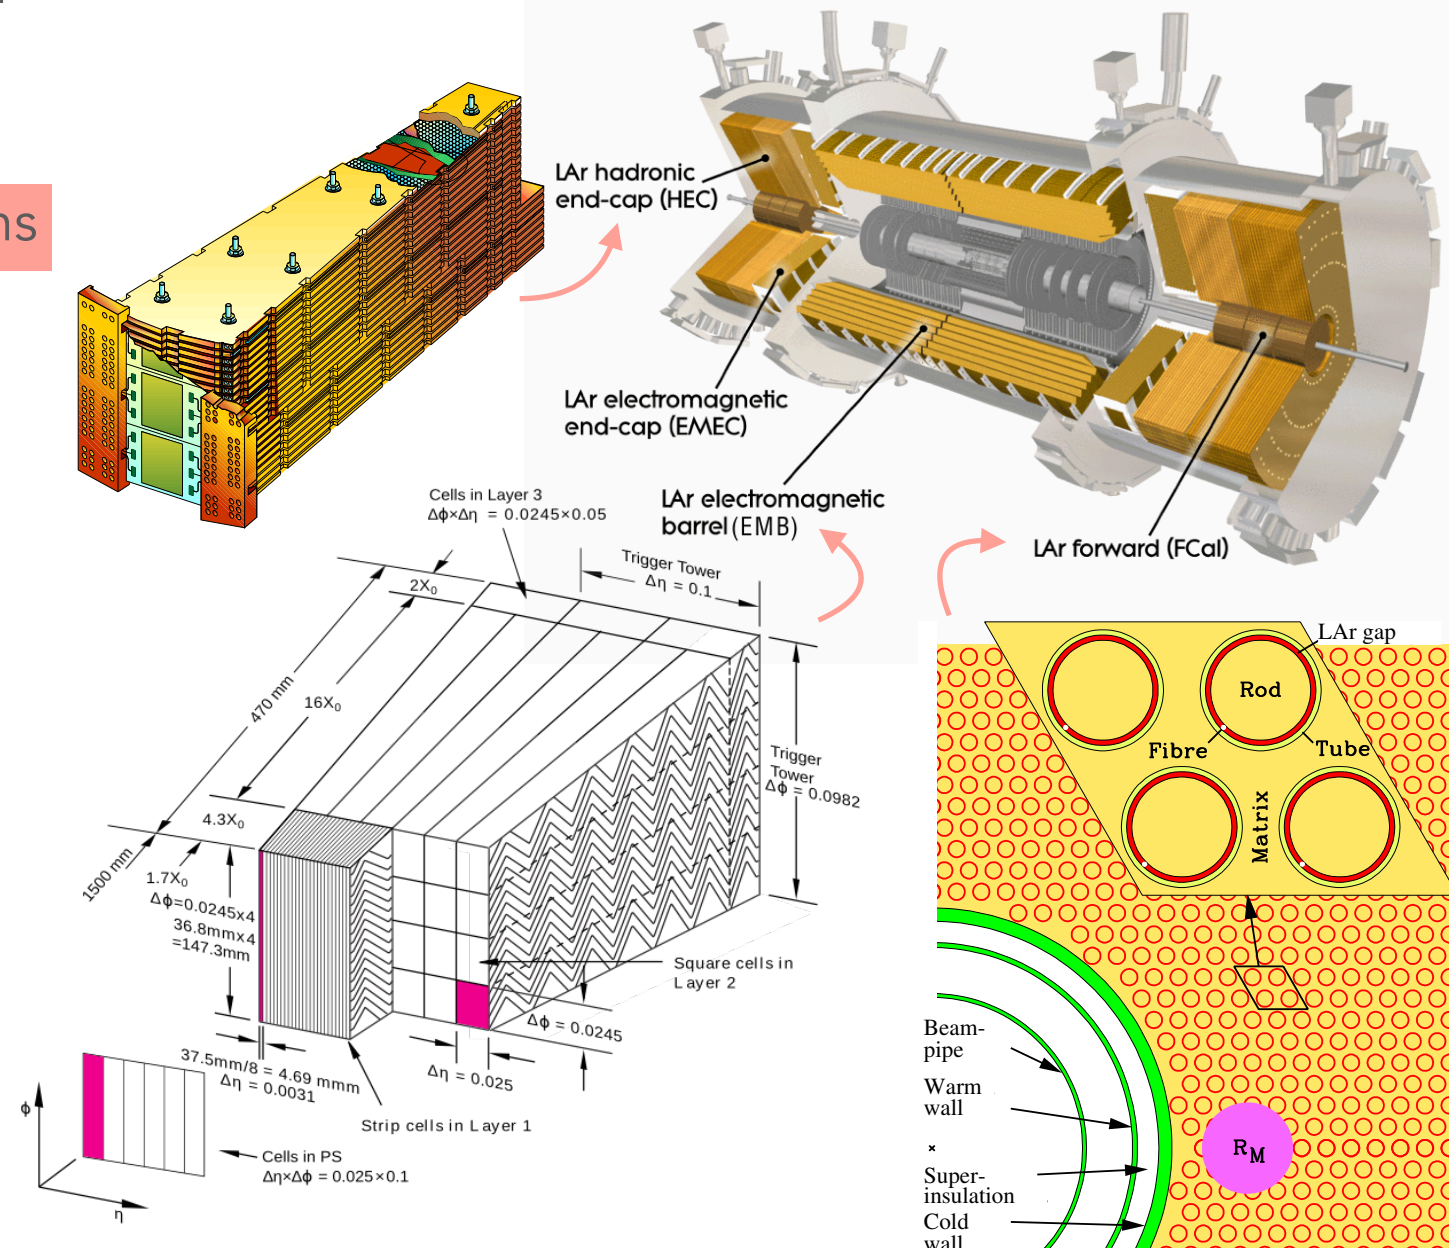 ns
LAr hadronic
end-cap (HEC)
LAr electromagnetic
end-cap (EMEC)
LAr electromagnetic
barrel (EMB)
LAr forward (FCal)
Cells in Layer 3
Δϕ×Δη = 0.0245×0.05
Trigger Tower
Δη = 0.1
2X₀
470 mm
16X₀
Trigger
Tower
Δϕ = 0.0982
4.3X₀
1500 mm
1.7X₀
Δϕ=0.0245x4
36.8mmx4
=147.3mm
Square cells in
Layer 2
Δϕ = 0.0245
37.5mm/8 = 4.69 mmm
Δη = 0.0031
Δη = 0.025
Strip cells in Layer 1
ϕ
η
Cells in PS
Δη×Δϕ = 0.025×0.1
LAr gap
Rod
Fibre
Tube
Matrix
Beam-
pipe
Warm
wall
Super-
insulation
Cold
wall
R_M